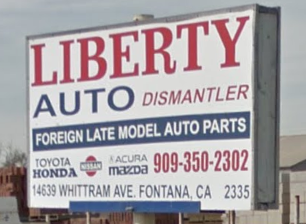 LIBERTY
AUTO DISMANTLER
FOREIGN LATE MODEL AUTO PARTS
TOYOTA NISSAN ACURA 909-350-2302
HONDA mazda
14639 WHITTRAM AVE. FONTANA, CA 2335